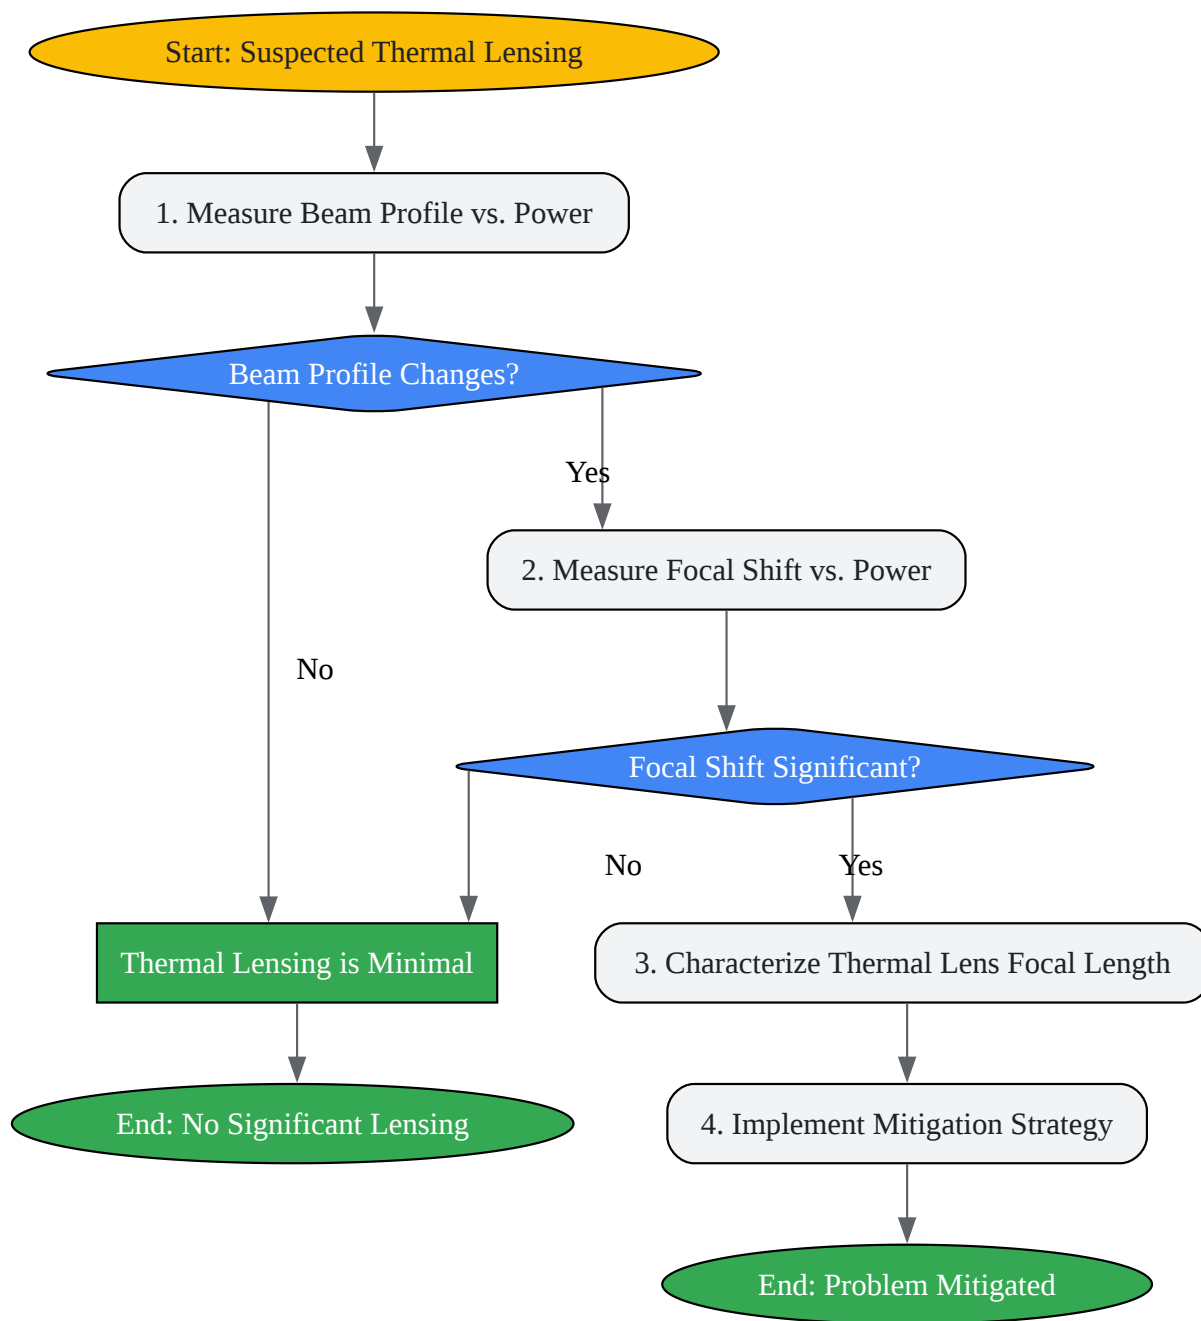 Start: Suspected Thermal Lensing
1. Measure Beam Profile vs. Power
Beam Profile Changes?
Yes
2. Measure Focal Shift vs. Power
No
Focal Shift Significant?
No
Yes
Thermal Lensing is Minimal
3. Characterize Thermal Lens Focal Length
End: No Significant Lensing
4. Implement Mitigation Strategy
End: Problem Mitigated